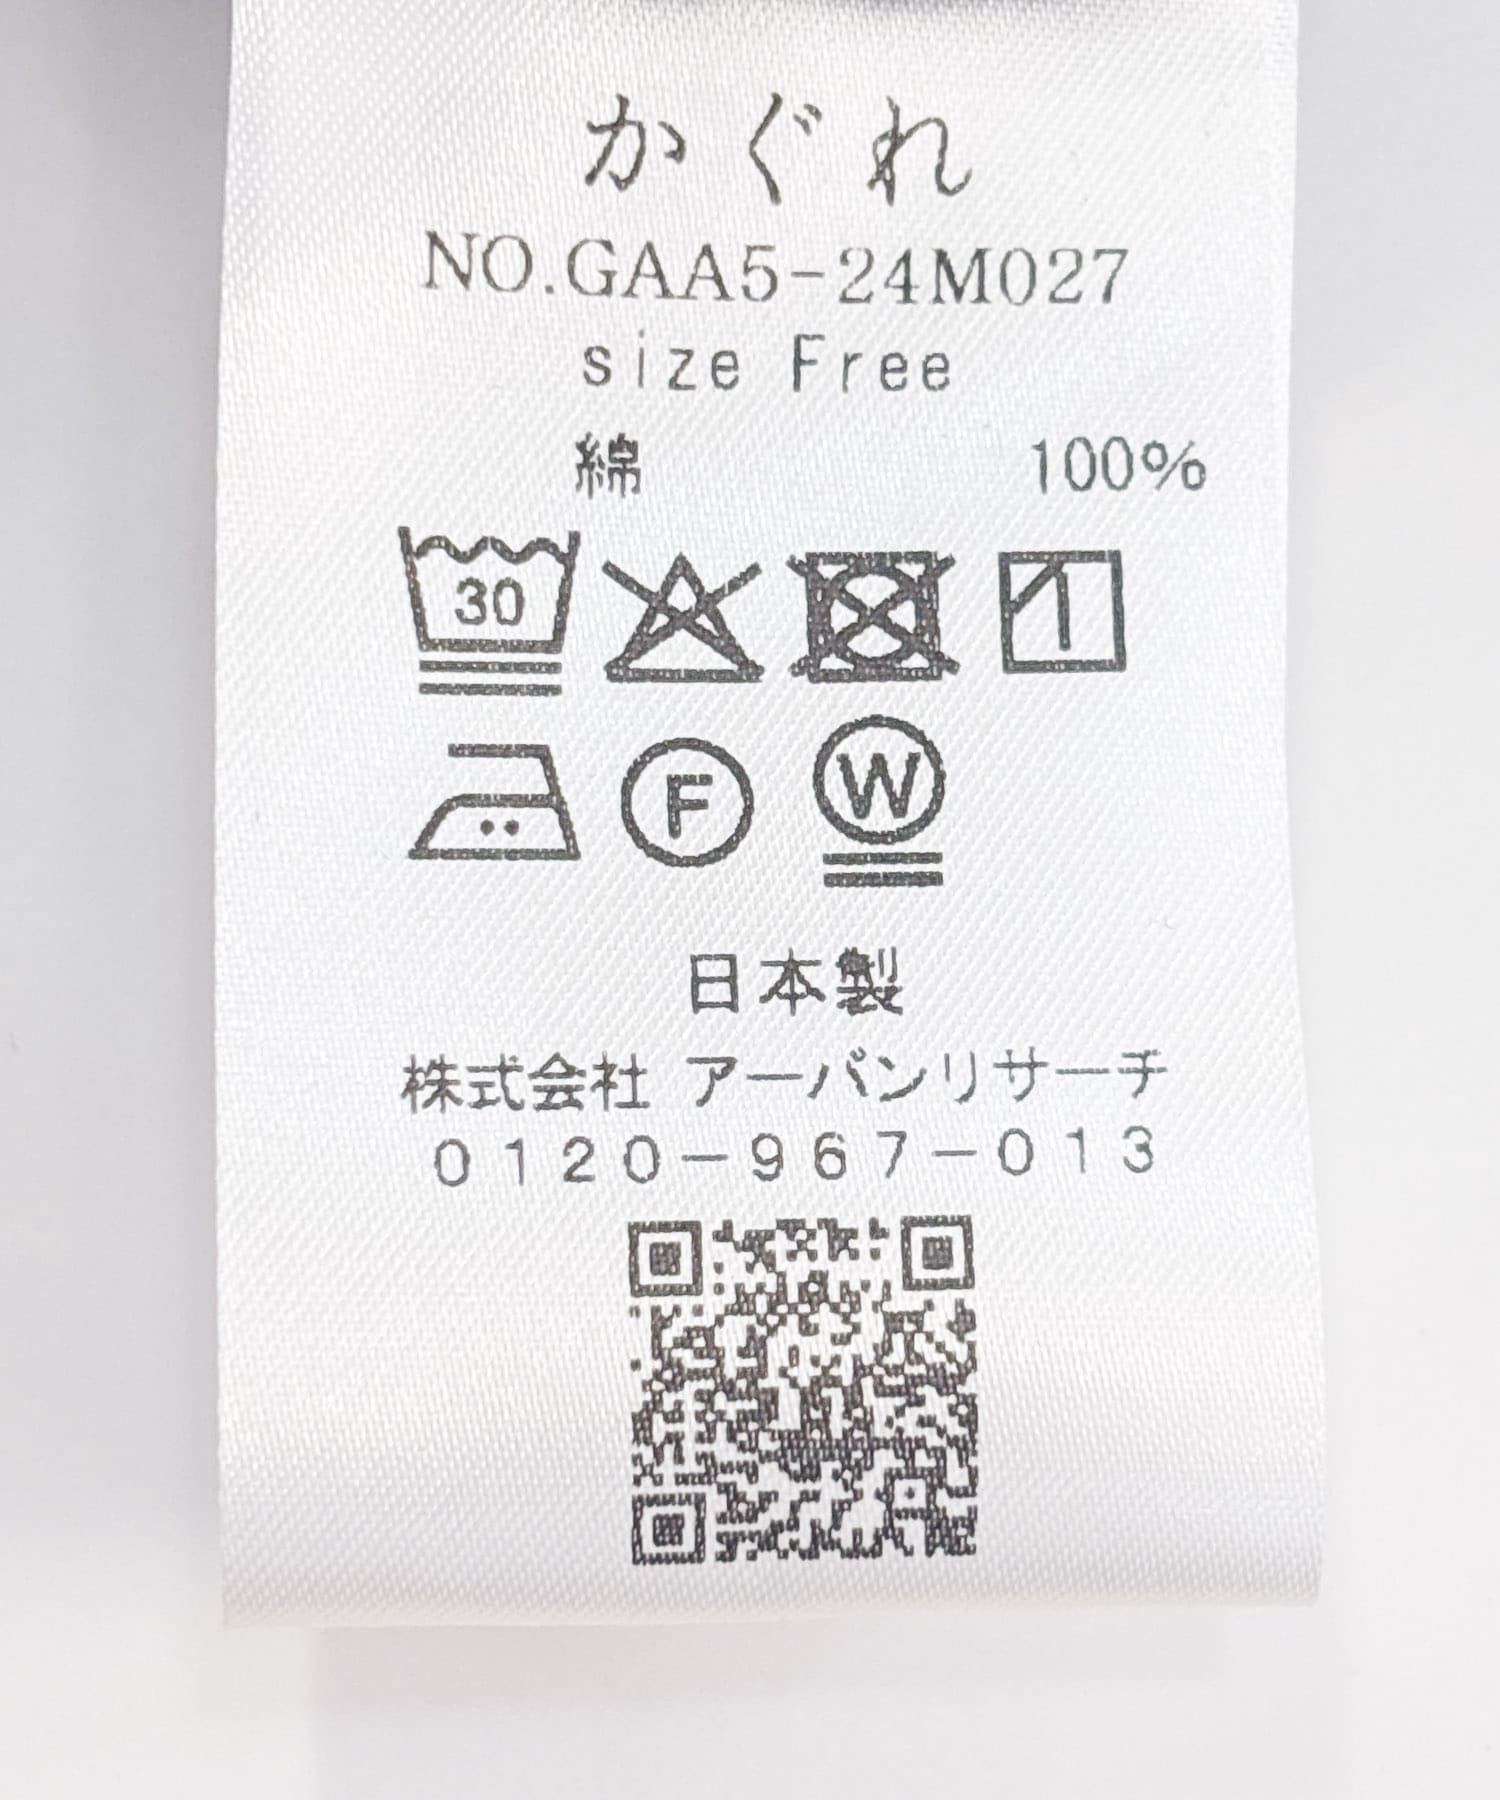 かぐれ
NO.GAA5-24M027
size Free
綿 100%
30
F W
日本製
株式会社 アーバンリサーチ
0120-967-013